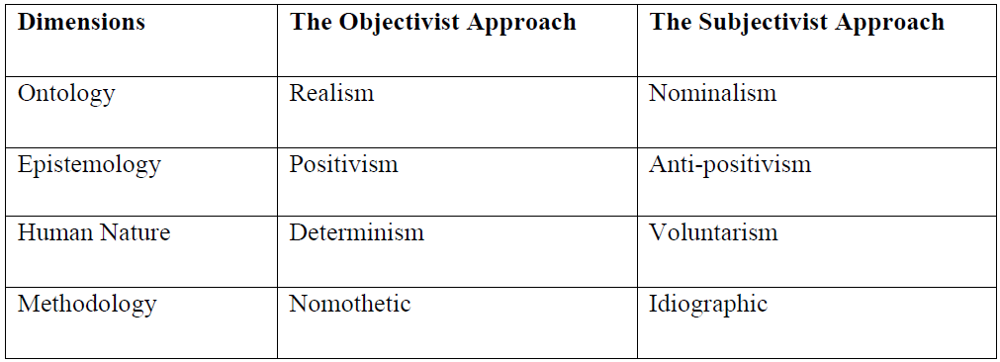 Dimensions The Objectivist Approach The Subjectivist Approach
Ontology Realism Nominalism
Epistemology Positivism Anti-positivism
Human Nature Determinism Voluntarism
Methodology Nomothetic Idiographic